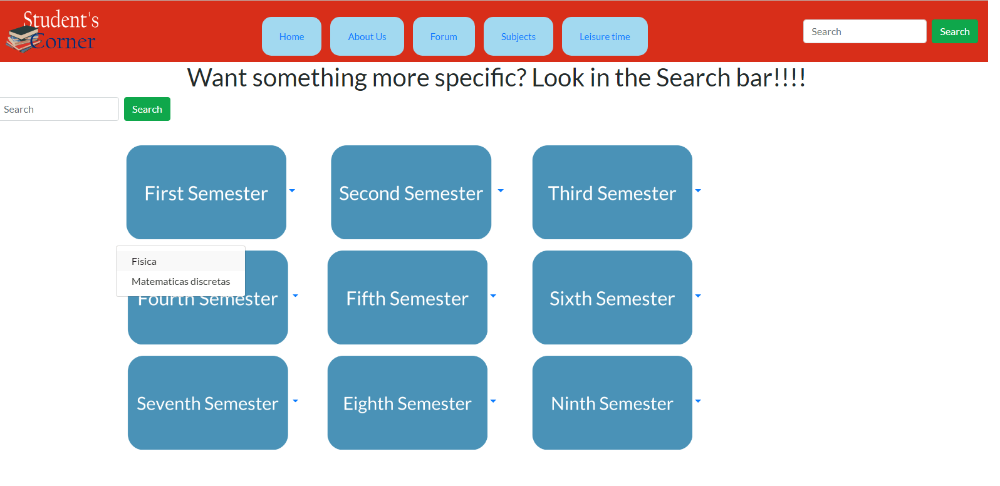 Student's
Corner
Home
About Us
Forum
Subjects
Leisure time
Search
Search
Want something more specific? Look in the Search bar!!!!
Search
Search
First Semester
Second Semester
Third Semester
Fisica
Matematicas discretas
Fourth Semester
Fifth Semester
Sixth Semester
Seventh Semester
Eighth Semester
Ninth Semester